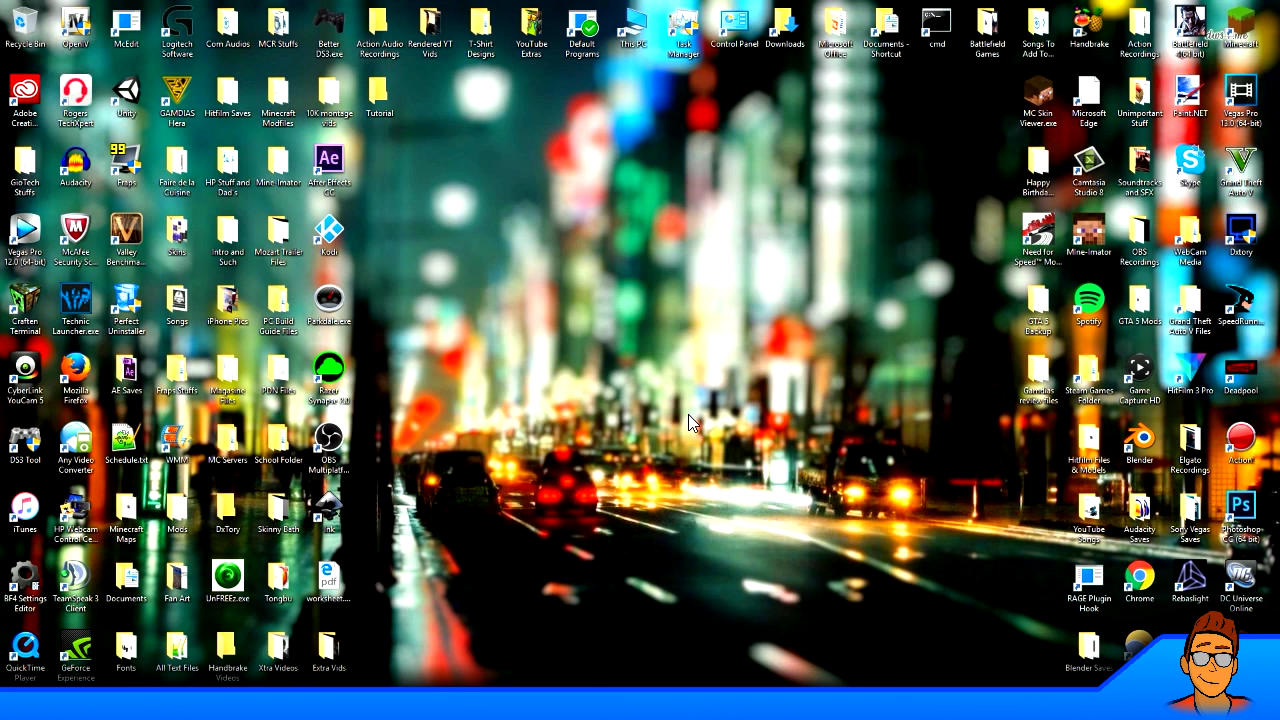 Recycle Bin
Open.V
McEdit
Logitech
Software
Com Audios
MCR Stuffs
Better
DS3.exe
Action Audio
Recordings
Rendered YT
Vids
T-Shirt
Designs
YouTube
Extras
Default
Programs
This PC
Task
Manager
Control Panel
Downloads
Microsoft
Office
Documents -
Shortcut
cmd
Battlefield
Games
Songs To
Add To...
Handbrake
Action
Recordings
Battlefield
4 (64 bit)
Minecraft
Adobe
Creati...
Rogers
TechXpert
Unity
GAMDIAS
Hera
Hitfilm Saves
Minecraft
Modfiles
10K montage
vids
Tutorial
MC Skin
Viewer.exe
Microsoft
Edge
Unimportant
Stuff
Paint.NET
Vegas Pro
13.0 (64-bit)
GioTech
Stuffs
Audacity
99
Fraps
Faire de la
Cuisine
HP Stuff and
Dad s
Mine-Imator
Ae
After Effects
CC
Happy
Birthda...
Camtasia
Studio 8
Soundtracks
and SFX
Skype
Grand Theft
Auto V
Vegas Pro
12.0 (64-bit)
McAfee
Security Sc...
Valley
Benchma...
Skins
Intro and
Such
Mozart Trailer
Files
Kodi
Need for
Speed™ Mo...
Mine-Imator
OBS
Recordings
WebCam
Media
Dxtory
Craften
Terminal
Technic
Launcher.exe
Perfect
Uninstaller
Songs
iPhone Pics
PC Build
Guide Files
Parkdale.exe
GTA 5
Backup
Spotify
GTA 5 Mods
Grand Theft
Auto V Files
SpeedRunn...
CyberLink
YouCam 5
Mozilla
Firefox
AE Saves
Fraps Stuffs
Magasine
Files
PDN Files
Razer
Synapse 2.0
Gamdias
review files
Steam Games
Folder
Game
Capture HD
HitFilm 3 Pro
Deadpool
DS3 Tool
Any Video
Converter
Schedule.txt
WMM
MC Servers
School Folder
OBS
Multiplatf...
Hitfilm Files
& Models
Blender
Elgato
Recordings
Action!
iTunes
HP Webcam
Control Ce...
Minecraft
Maps
Mods
DxTory
Skinny Bath
Ink
YouTube
Songs
Audacity
Saves
Sony Vegas
Saves
Ps
Photoshop
CC (64 bit)
BF4 Settings
Editor
TeamSpeak 3
Client
Documents
Fan Art
UnFREEz.exe
Tongbu
pdf
worksheet....
RAGE Plugin
Hook
Chrome
Rebaslight
DC Universe
Online
QuickTime
Player
GeForce
Experience
Fonts
All Text Files
Handbrake
Videos
Xtra Videos
Extra Vids
Blender Saves